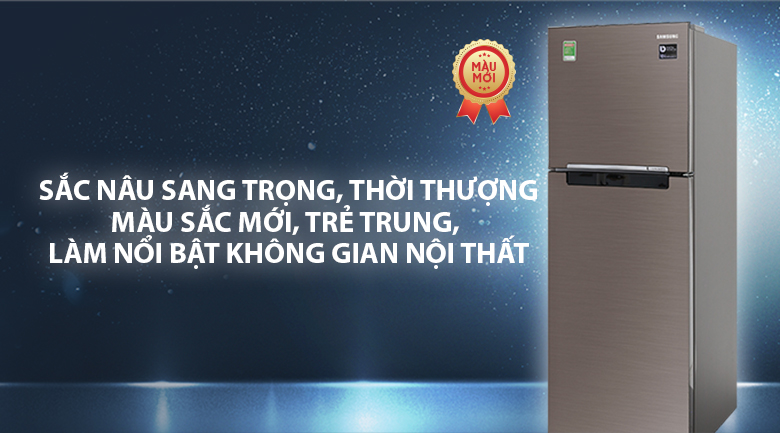 SAMSUNG
MÀU
MỚI
SẮC NÂU SANG TRỌNG, THỜI THƯỢNG
MÀU SẮC MỚI, TRẺ TRUNG,
LÀM NỔI BẬT KHÔNG GIAN NỘI THẤT